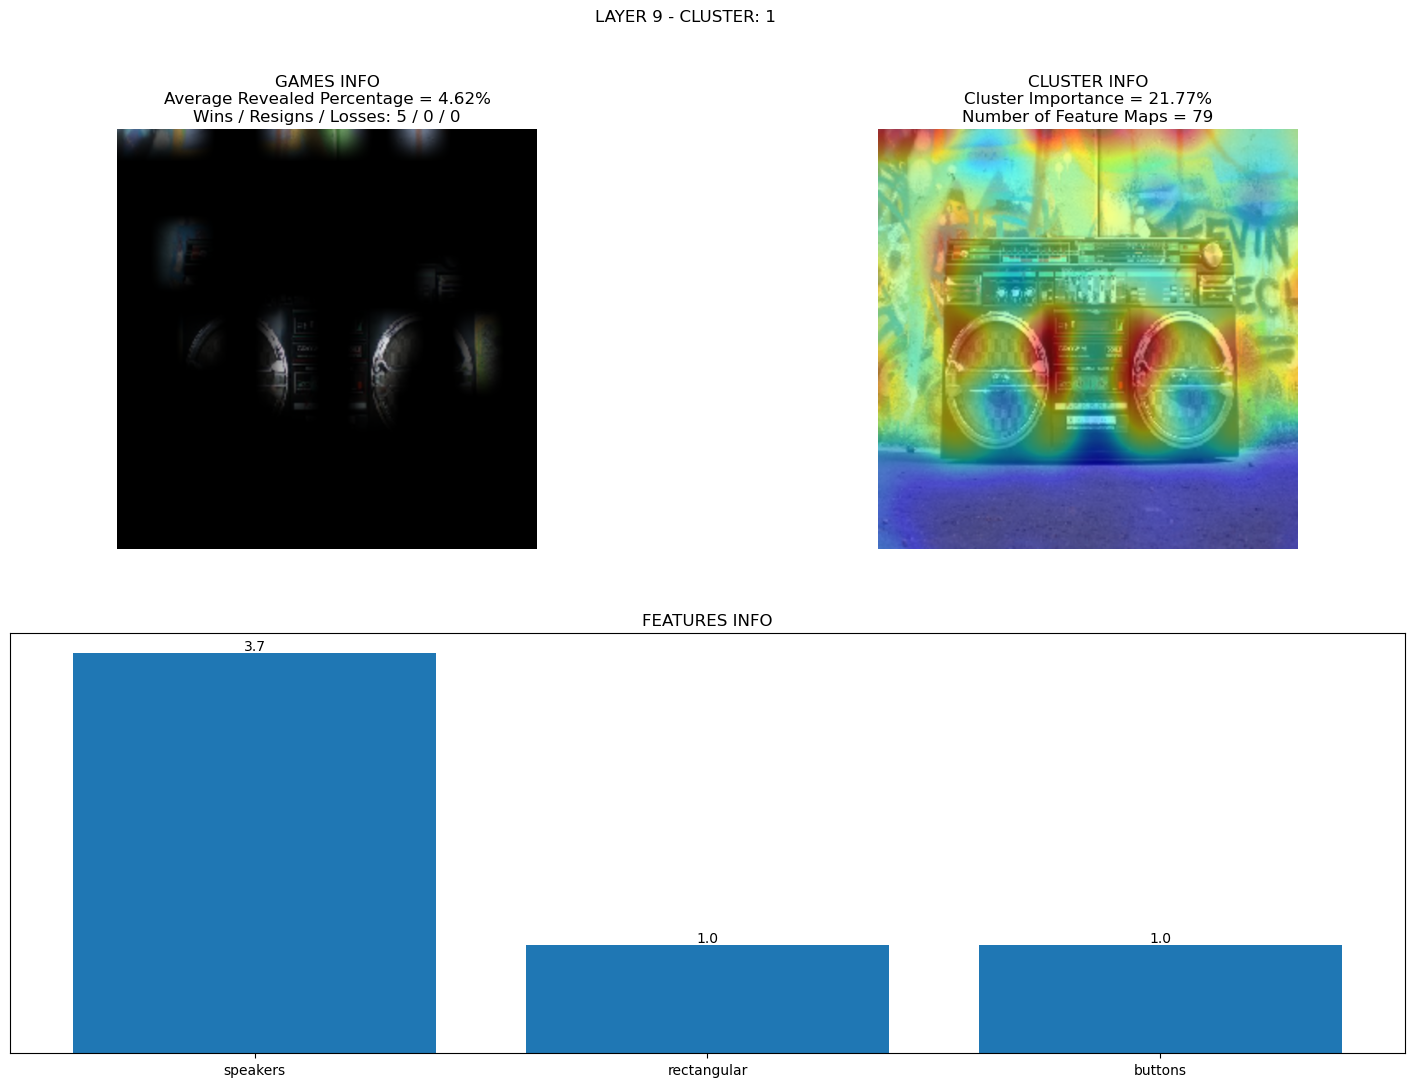 LAYER 9 - CLUSTER: 1
GAMES INFO
Average Revealed Percentage = 4.62%
Wins / Resigns / Losses: 5 / 0 / 0
CLUSTER INFO
Cluster Importance = 21.77%
Number of Feature Maps = 79
EVIN
ECL
FEATURES INFO
3.7
1.0
1.0
speakers
rectangular
buttons